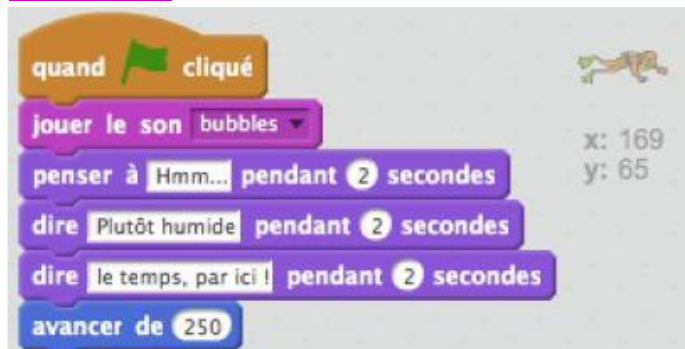 quand cliqué
jouer le son bubbles
penser à Hmm... pendant 2 secondes
dire Plutôt humide pendant 2 secondes
dire le temps, par ici ! pendant 2 secondes
avancer de 250
x: 169
y: 65